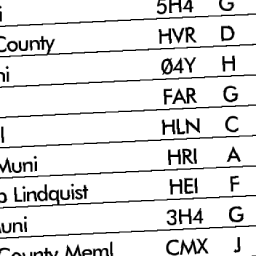 i 5H4 G
County HVR D
ni Ø4Y H
FAR G
l HLN C
Muni HRI A
o Lindquist HEI F
uni 3H4 G
County Meml CMX J